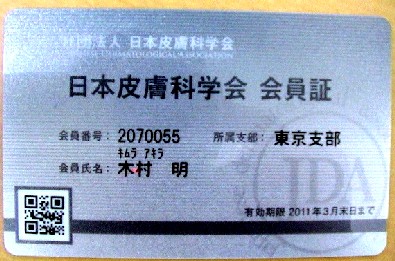 社団法人 日本皮膚科学会
DERMATOLOGICAL ASSOCIATION
日本皮膚科学会 会員証
会員番号：2070055 所属支部：東京支部
ｷﾑﾗ ｱｷﾗ
会員氏名：木村 明
JDA
有効期限 2011年3月末日まで